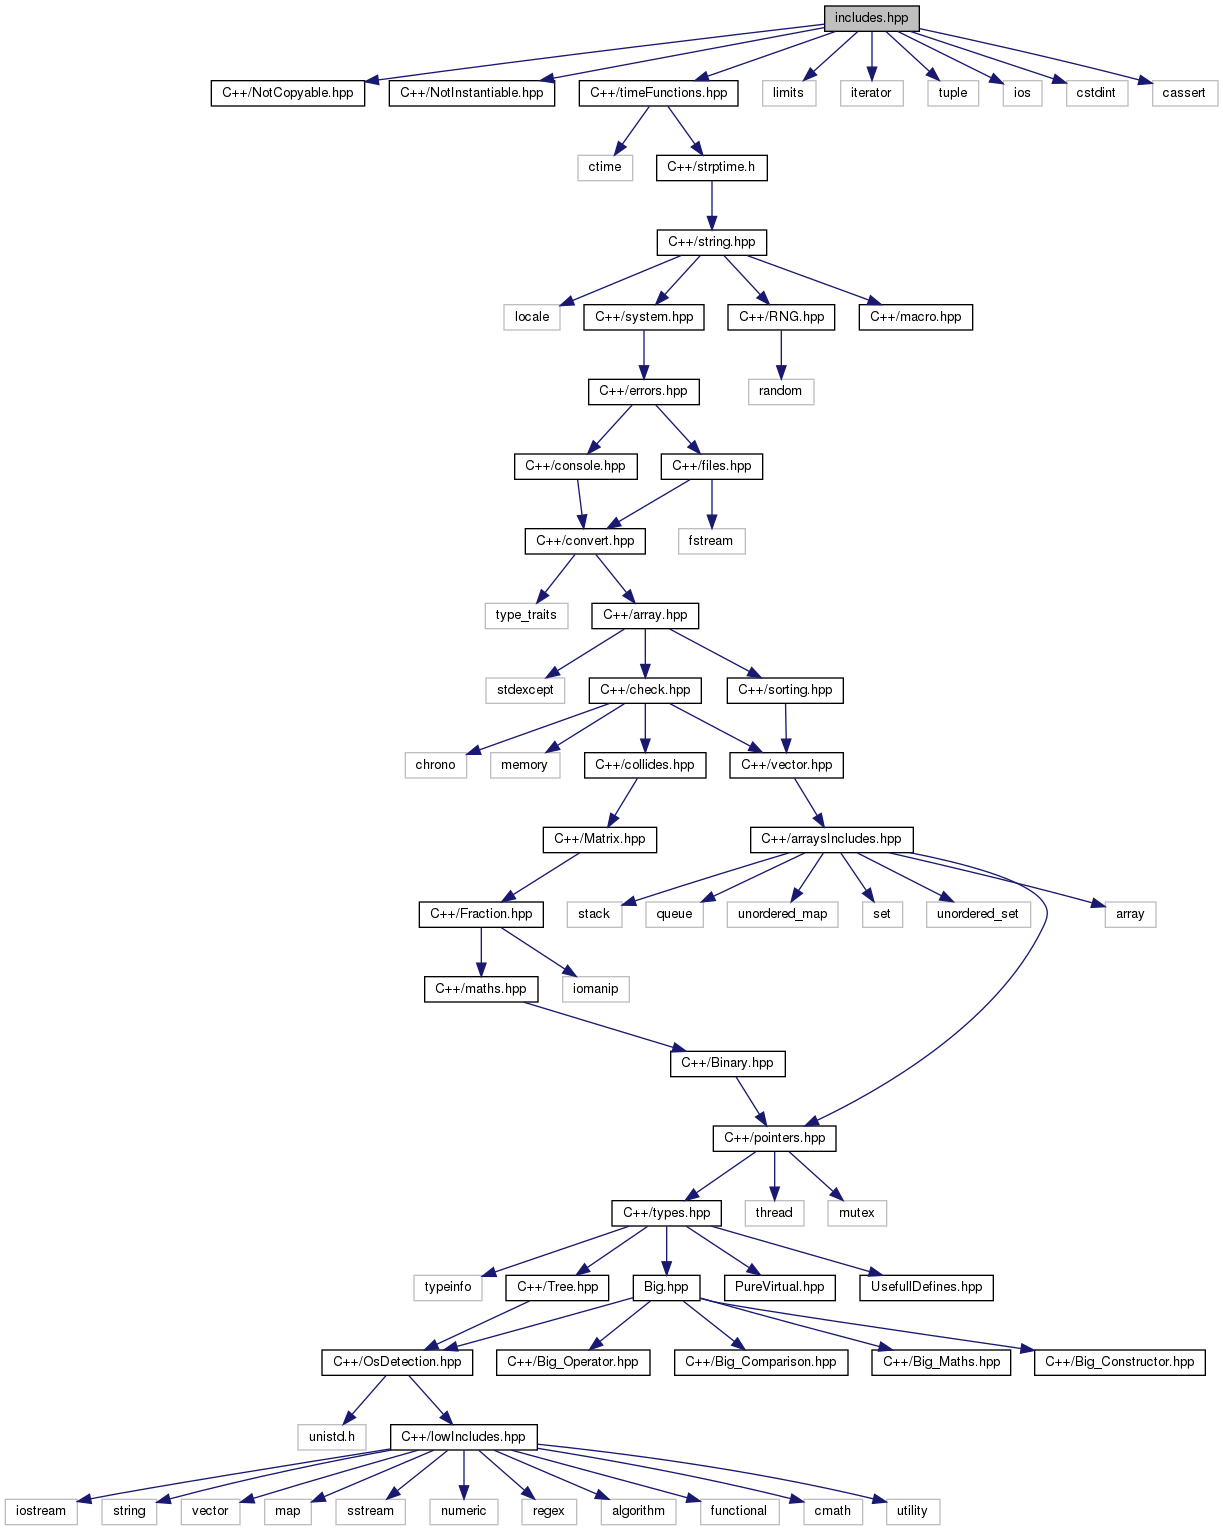 includes.hpp
C++/NotCopyable.hpp
C++/NotInstantiable.hpp
C++/timeFunctions.hpp
limits
iterator
tuple
ios
cstdint
cassert
ctime
C++/strptime.h
C++/string.hpp
locale
C++/system.hpp
C++/RNG.hpp
C++/macro.hpp
C++/errors.hpp
random
C++/console.hpp
C++/files.hpp
C++/convert.hpp
fstream
type_traits
C++/array.hpp
stdexcept
C++/check.hpp
C++/sorting.hpp
chrono
memory
C++/collides.hpp
C++/vector.hpp
C++/Matrix.hpp
C++/arraysIncludes.hpp
C++/Fraction.hpp
stack
queue
unordered_map
set
unordered_set
array
C++/maths.hpp
iomanip
C++/Binary.hpp
C++/pointers.hpp
C++/types.hpp
thread
mutex
typeinfo
C++/Tree.hpp
Big.hpp
PureVirtual.hpp
UsefullDefines.hpp
C++/OsDetection.hpp
C++/Big_Operator.hpp
C++/Big_Comparison.hpp
C++/Big_Maths.hpp
C++/Big_Constructor.hpp
unistd.h
C++/lowIncludes.hpp
iostream
string
vector
map
sstream
numeric
regex
algorithm
functional
cmath
utility